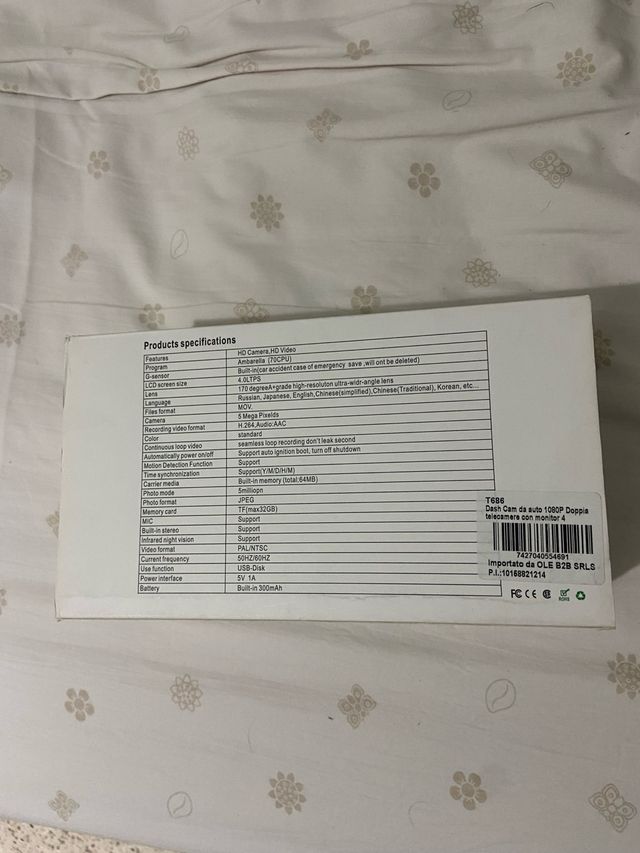 Products specifications
Features HD Camera,HD Video
Program Ambarella (70CPU)
G-sensor Built-in(car accident case of emergency save ,will ont be deleted)
LCD screen size 4.0LTPS
Lens 170 degreeA+grade high-resoluton ultra-widr-angle lens
Language Russian, Japanese, English,Chinese(simplified),Chinese(Traditional), Korean, etc...
Files format MOV.
Camera 5 Mega Pixelds
Recording video format H.264,Audio:AAC
Color standard
Continuous loop video seamless loop recording don't leak second
Automatically power on/off Support auto ignition boot, turn off shutdown
Motion Detection Function Support
Time synchronization Support(Y/M/D/H/M)
Carrier media Built-in memory (total:64MB)
Photo mode 5miliopn
Photo format JPEG
Memory card TF(max32GB)
MIC Support
Built-in stereo Support
Infrared night vision Support
Video format PAL/NTSC
Current frequency 50HZ/60HZ
Use function USB-Disk
Power interface 5V 1A
Battery Built-in 300mAh
T686
Dash Cam da auto 1080P Doppia
telecamere con monitor 4
7427040554691
Importato da OLE B2B SRLS
P.I.:10158621214
FC CE ROHS